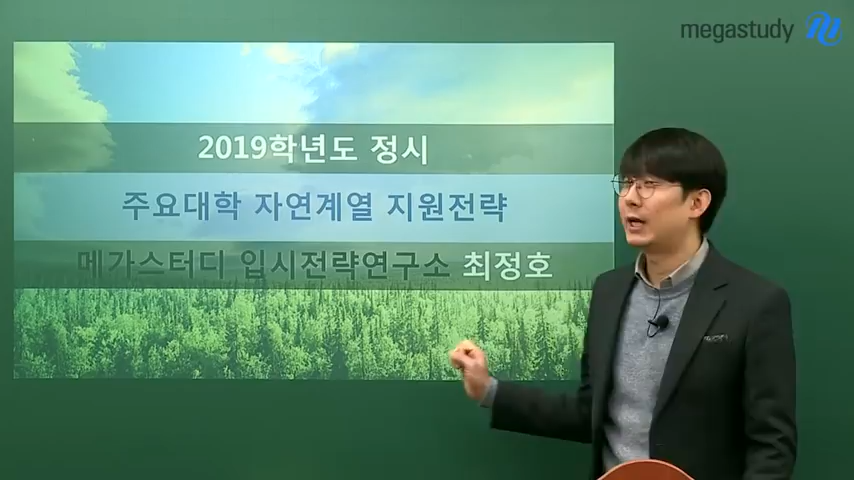 megastudy
2019학년도 정시
주요대학 자연계열 지원전략
메가스터디 입시전략연구소 최정호